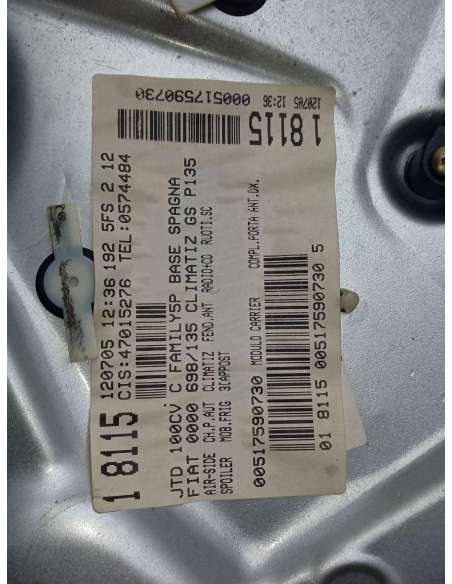 120705 12:36 192 5FS 2 12
CIS:47015276 TEL:0574484
1 8115
JTD 100CV C FAMILY5P BASE SPAGNA
FIAT 0000 698/135 CLIMATIZ GS P135
AIR-SIDE CH.P.AUT CLIMATIZ FEND.ANT RADIO+CD RUOTI.SC
SPOILER MOB.FRIG 3IAPPOST
00517590730 MODULO CARRIER COMPL.PORTA ANT.DX.
01 8115 00517590730 5
000517590730
120705 12:36
1 8115